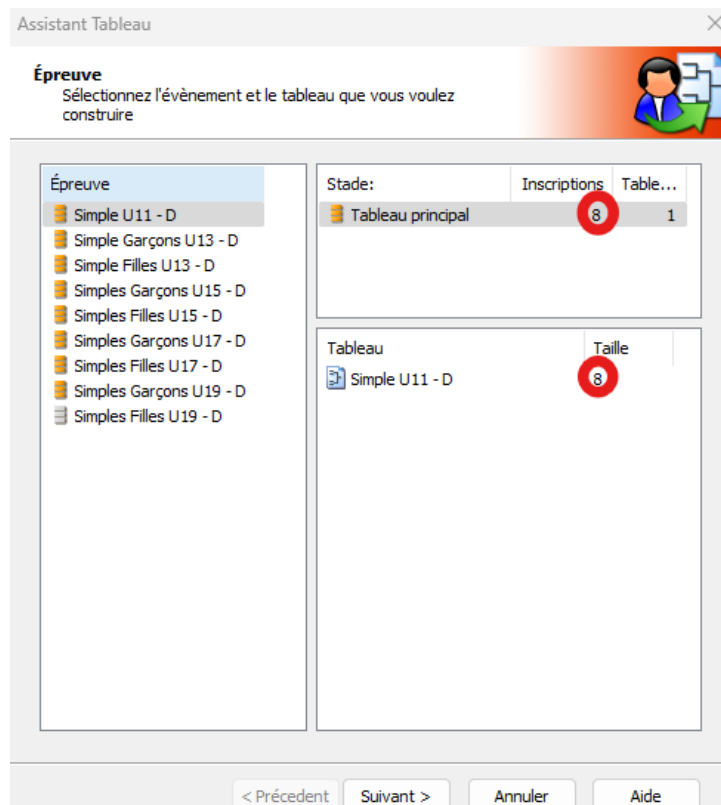 Assistant Tableau
Épreuve
Sélectionnez l'évènement et le tableau que vous voulez
construire
Épreuve
Simple U11 - D
Simple Garçons U13 - D
Simple Filles U13 - D
Simples Garçons U15 - D
Simples Filles U15 - D
Simples Garçons U17 - D
Simples Filles U17 - D
Simples Garçons U19 - D
Simples Filles U19 - D
Stade: Inscriptions Table...
Tableau principal 8 1
Tableau Taille
Simple U11 - D 8
< Précedent Suivant > Annuler Aide